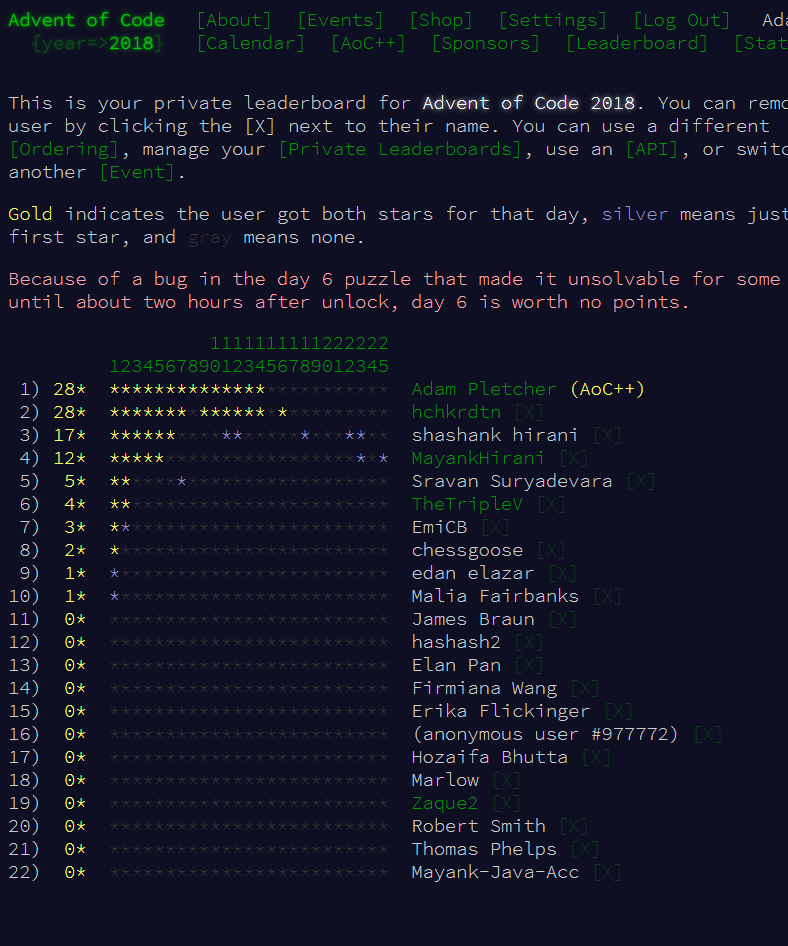 Advent of Code [About] [Events] [Shop] [Settings] [Log Out] Ada
{year=>2018} [Calendar] [AoC++] [Sponsors] [Leaderboard] [Stat
This is your private leaderboard for Advent of Code 2018. You can remo
user by clicking the [X] next to their name. You can use a different
[Ordering], manage your [Private Leaderboards], use an [API], or switc
another [Event].
Gold indicates the user got both stars for that day, silver means just
first star, and gray means none.
Because of a bug in the day 6 puzzle that made it unsolvable for some
until about two hours after unlock, day 6 is worth no points.
1111111111222222
1234567890123456789012345
1) 28* ************************* Adam Pletcher (AoC++)
2) 28* ************************* hchkrdtn [X]
3) 17* ************************* shashank hirani [X]
4) 12* ************************* MayankHirani [X]
5) 5* ************************* Sravan Suryadevara [X]
6) 4* ************************* TheTripleV [X]
7) 3* ************************* EmiCB [X]
8) 2* ************************* chessgoose [X]
9) 1* ************************* edan elazar [X]
10) 1* ************************* Malia Fairbanks [X]
11) 0* ************************* James Braun [X]
12) 0* ************************* hashash2 [X]
13) 0* ************************* Elan Pan [X]
14) 0* ************************* Firmiana Wang [X]
15) 0* ************************* Erika Flickinger [X]
16) 0* ************************* (anonymous user #977772) [X]
17) 0* ************************* Hozaifa Bhutta [X]
18) 0* ************************* Marlow [X]
19) 0* ************************* Zaque2 [X]
20) 0* ************************* Robert Smith [X]
21) 0* ************************* Thomas Phelps [X]
22) 0* ************************* Mayank-Java-Acc [X]